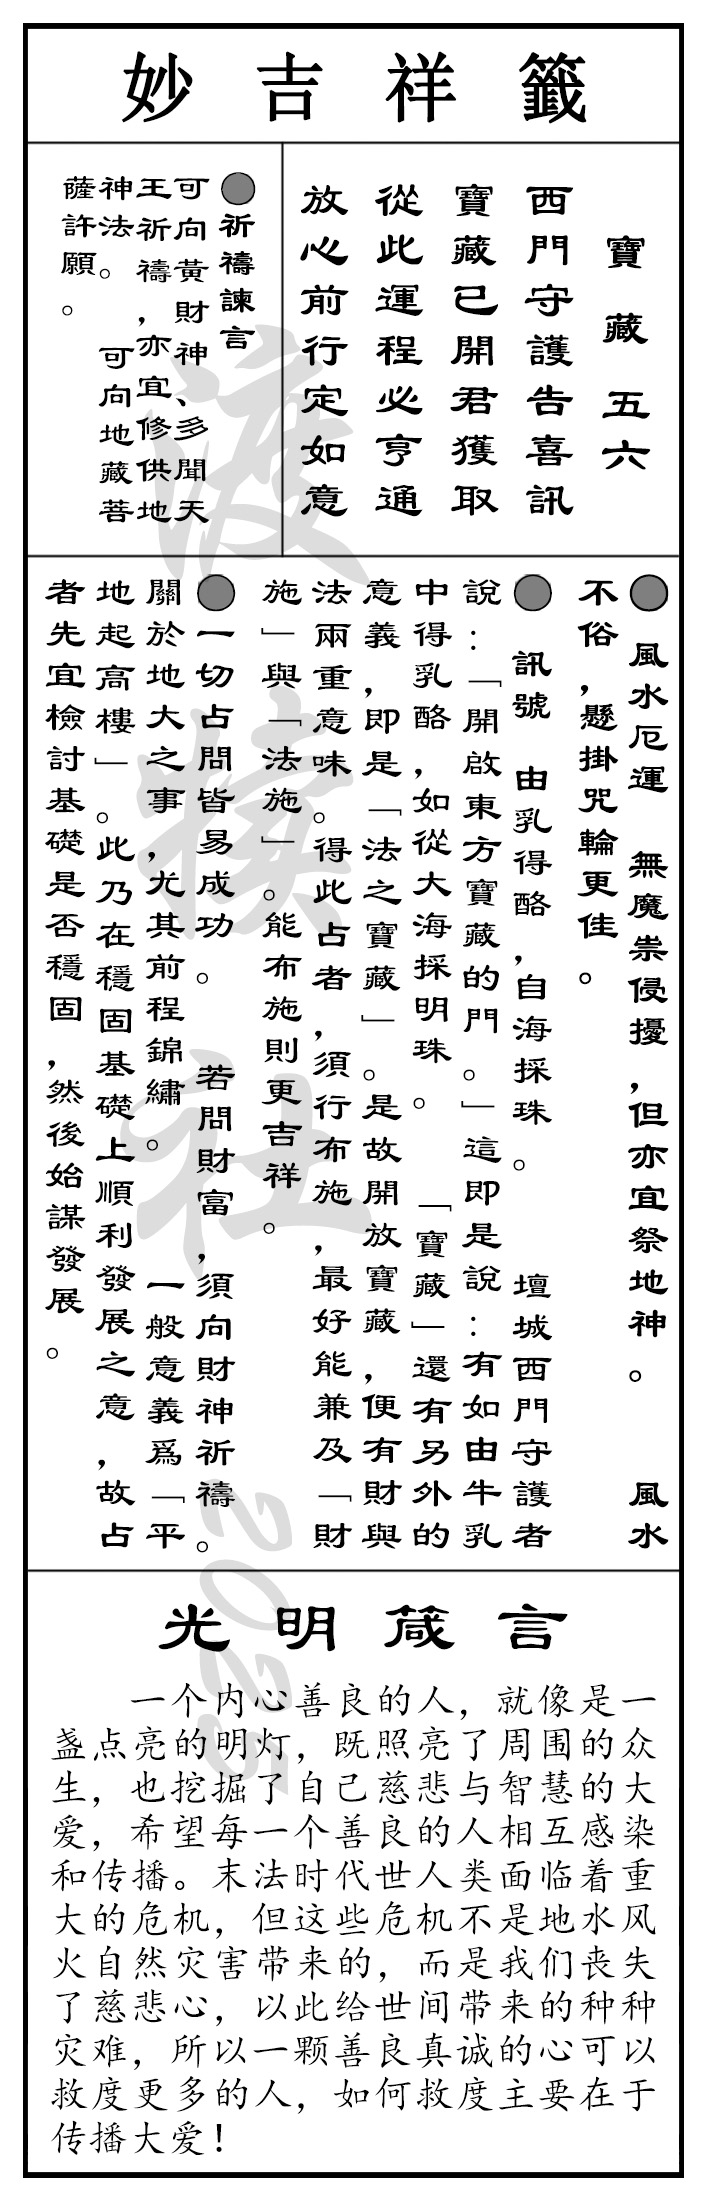 妙吉祥籤
寶藏 五六
西門守護告喜訊
寶藏已開君獲取
從此運程必亨通
放心前行定如意
●祈禱諫言
可向黃財神、多聞天
王祈禱，亦宜修供地
神法。 可向地藏菩
薩許願。
● 風水厄運 無魔祟侵擾，但亦宜祭地神。 風水
不俗，懸掛咒輪更佳。
● 訊號 由乳得酪，自海採珠。 壇城西門守護者
說：「開啟東方寶藏的門。」這即是說：有如由牛乳
中得乳酪，如從大海採明珠。 「寶藏」還有另外的
意義，即是「法之寶藏」。是故開放寶藏，便有財與
法兩重意味。得此占者，須行布施，最好能兼及「財
施」與「法施」。能布施則更吉祥。
●一切占問皆易成功。 若問財富，須向財神祈禱。
關於地大之事，尤其前程錦繡。 一般意義爲「平
地起高樓」。此乃在穩固基礎上順利發展之意，故占
者先宜檢討基礎是否穩固，然後始謀發展。
光明箴言
一个内心善良的人，就像是一
盏点亮的明灯，既照亮了周围的众
生，也挖掘了自己慈悲与智慧的大
爱，希望每一个善良的人相互感染
和传播。末法时代世人类面临着重
大的危机，但这些危机不是地水风
火自然灾害带来的，而是我们丧失
了慈悲心，以此给世间带来的种种
灾难，所以一颗善良真诚的心可以
救度更多的人，如何救度主要在于
传播大爱！
渡 社 2025